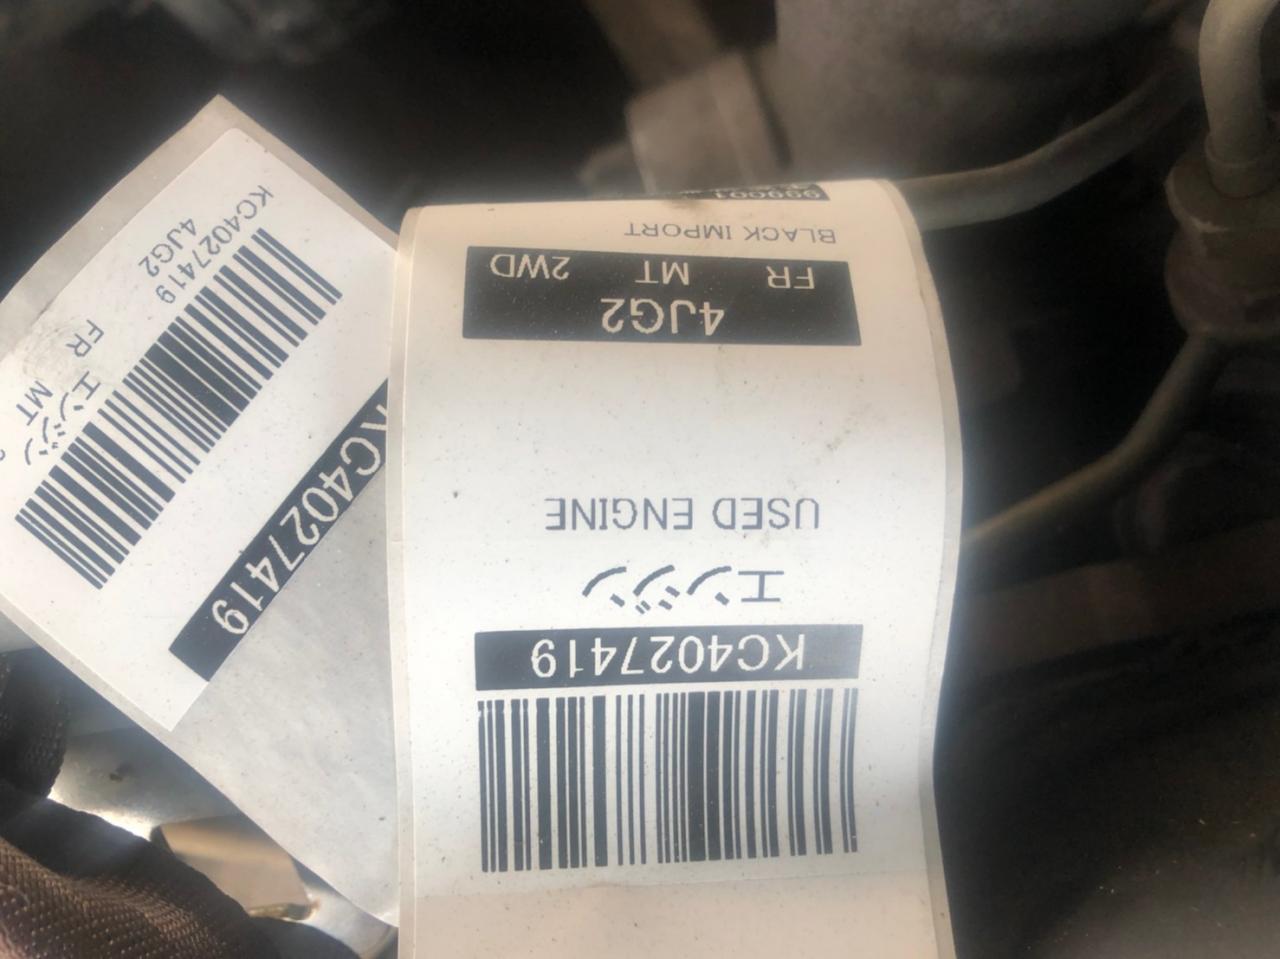 KC4027419
エンジン
USED ENGINE
4JG2
FR MT 2WD
BLACK IMPORT
KC4027419
4JG2
エンジン
FR MT
KC4027419